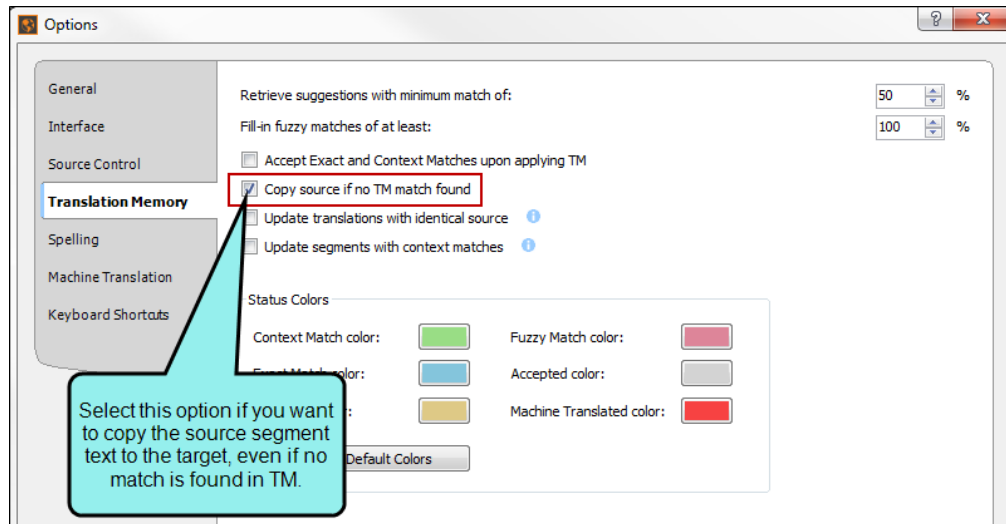 Options
General
Interface
Source Control
Translation Memory
Spelling
Machine Translation
Keyboard Shortcuts
Retrieve suggestions with minimum match of:
50 %
Fill-in fuzzy matches of at least:
100 %
Accept Exact and Context Matches upon applying TM
Copy source if no TM match found
Update translations with identical source
Update segments with context matches
Status Colors
Context Match color:
Fuzzy Match color:
color:
Accepted color:
Machine Translated color:
Default Colors
Select this option if you want
to copy the source segment
text to the target, even if no
match is found in TM.